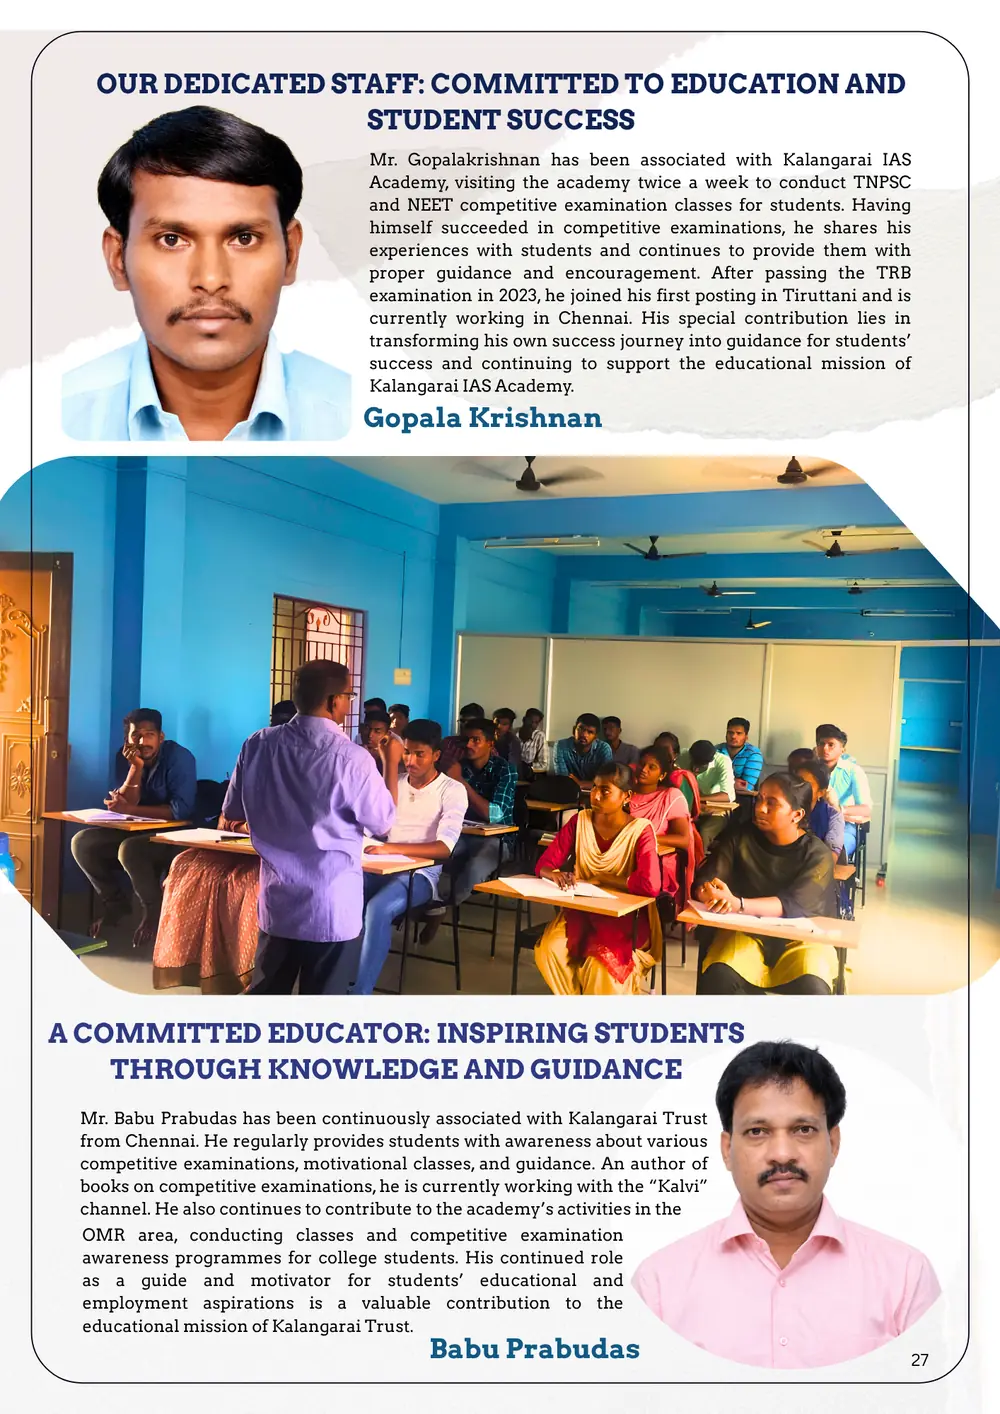 OUR DEDICATED STAFF: COMMITTED TO EDUCATION AND
STUDENT SUCCESS
Mr. Gopalakrishnan has been associated with Kalangarai IAS
Academy, visiting the academy twice a week to conduct TNPSC
and NEET competitive examination classes for students. Having
himself succeeded in competitive examinations, he shares his
experiences with students and continues to provide them with
proper guidance and encouragement. After passing the TRB
examination in 2023, he joined his first posting in Tiruttani and is
currently working in Chennai. His special contribution lies in
transforming his own success journey into guidance for students’
success and continuing to support the educational mission of
Kalangarai IAS Academy.
Gopala Krishnan
A COMMITTED EDUCATOR: INSPIRING STUDENTS
THROUGH KNOWLEDGE AND GUIDANCE
Mr. Babu Prabudas has been continuously associated with Kalangarai Trust
from Chennai. He regularly provides students with awareness about various
competitive examinations, motivational classes, and guidance. An author of
books on competitive examinations, he is currently working with the “Kalvi”
channel. He also continues to contribute to the academy’s activities in the
OMR area, conducting classes and competitive examination
awareness programmes for college students. His continued role
as a guide and motivator for students’ educational and
employment aspirations is a valuable contribution to the
educational mission of Kalangarai Trust.
Babu Prabudas
27